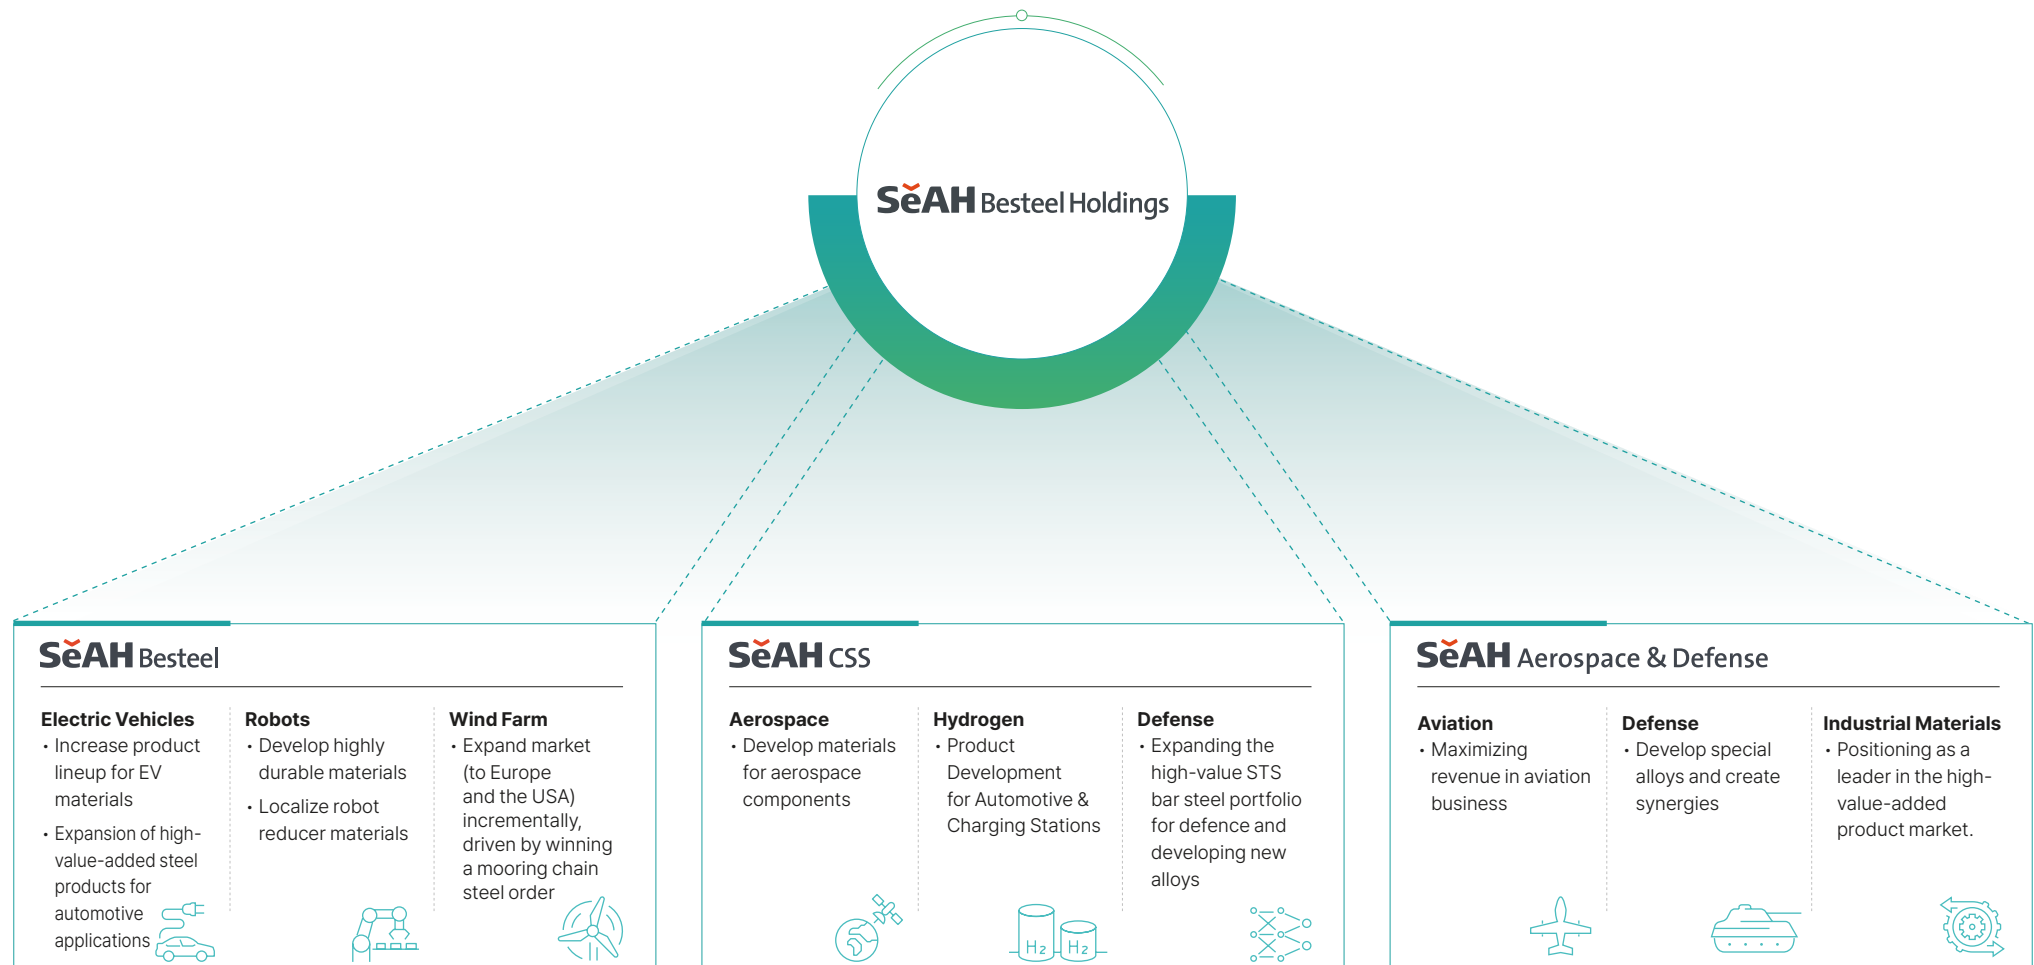 SeAH Besteel Holdings
SeAH Besteel
Electric Vehicles
• Increase product
lineup for EV
materials
• Expansion of high-
value-added steel
products for
automotive
applications
Robots
• Develop highly
durable materials
• Localize robot
reducer materials
Wind Farm
• Expand market
(to Europe
and the USA)
incrementally,
driven by winning
a mooring chain
steel order
SeAH CSS
Aerospace
• Develop materials
for aerospace
components
Hydrogen
• Product
Development
for Automotive &
Charging Stations
H2 H2
Defense
• Expanding the
high-value STS
bar steel portfolio
for defence and
developing new
alloys
SeAH Aerospace & Defense
Aviation
• Maximizing
revenue in aviation
business
Defense
• Develop special
alloys and create
synergies
Industrial Materials
• Positioning as a
leader in the high-
value-added
product market.